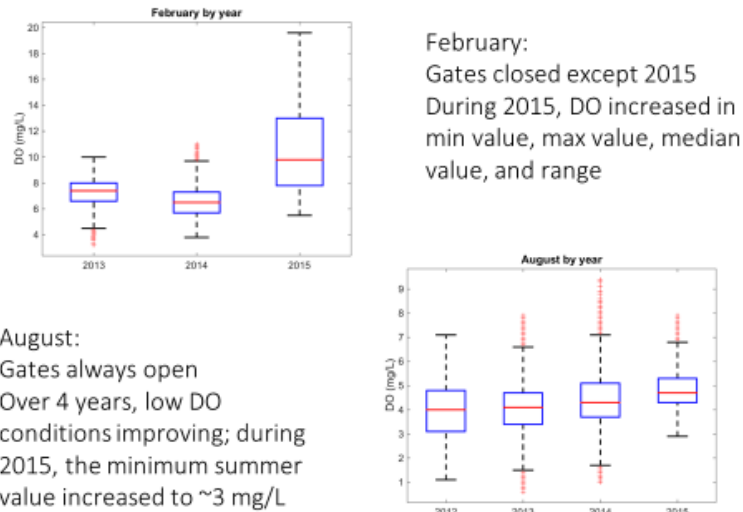 February by year
20
18
16
14
12
10
8
6
4
DO (mg/L)
2013 2014 2015
February:
Gates closed except 2015
During 2015, DO increased in
min value, max value, median
value, and range
August:
Gates always open
Over 4 years, low DO
conditions improving; during
2015, the minimum summer
value increased to ~3 mg/L
August by year
9
8
7
6
5
4
3
2
1
DO (mg/L)
2012 2013 2014 2015